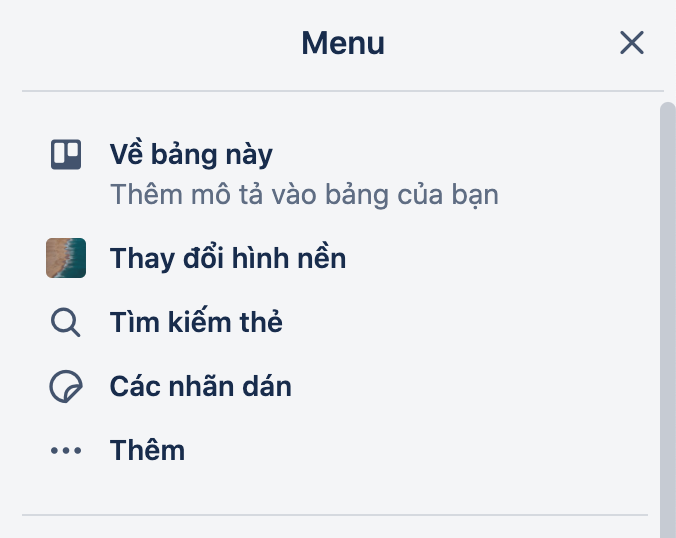 Menu
Về bảng này
Thêm mô tả vào bảng của bạn
Thay đổi hình nền
Tìm kiếm thẻ
Các nhãn dán
Thêm